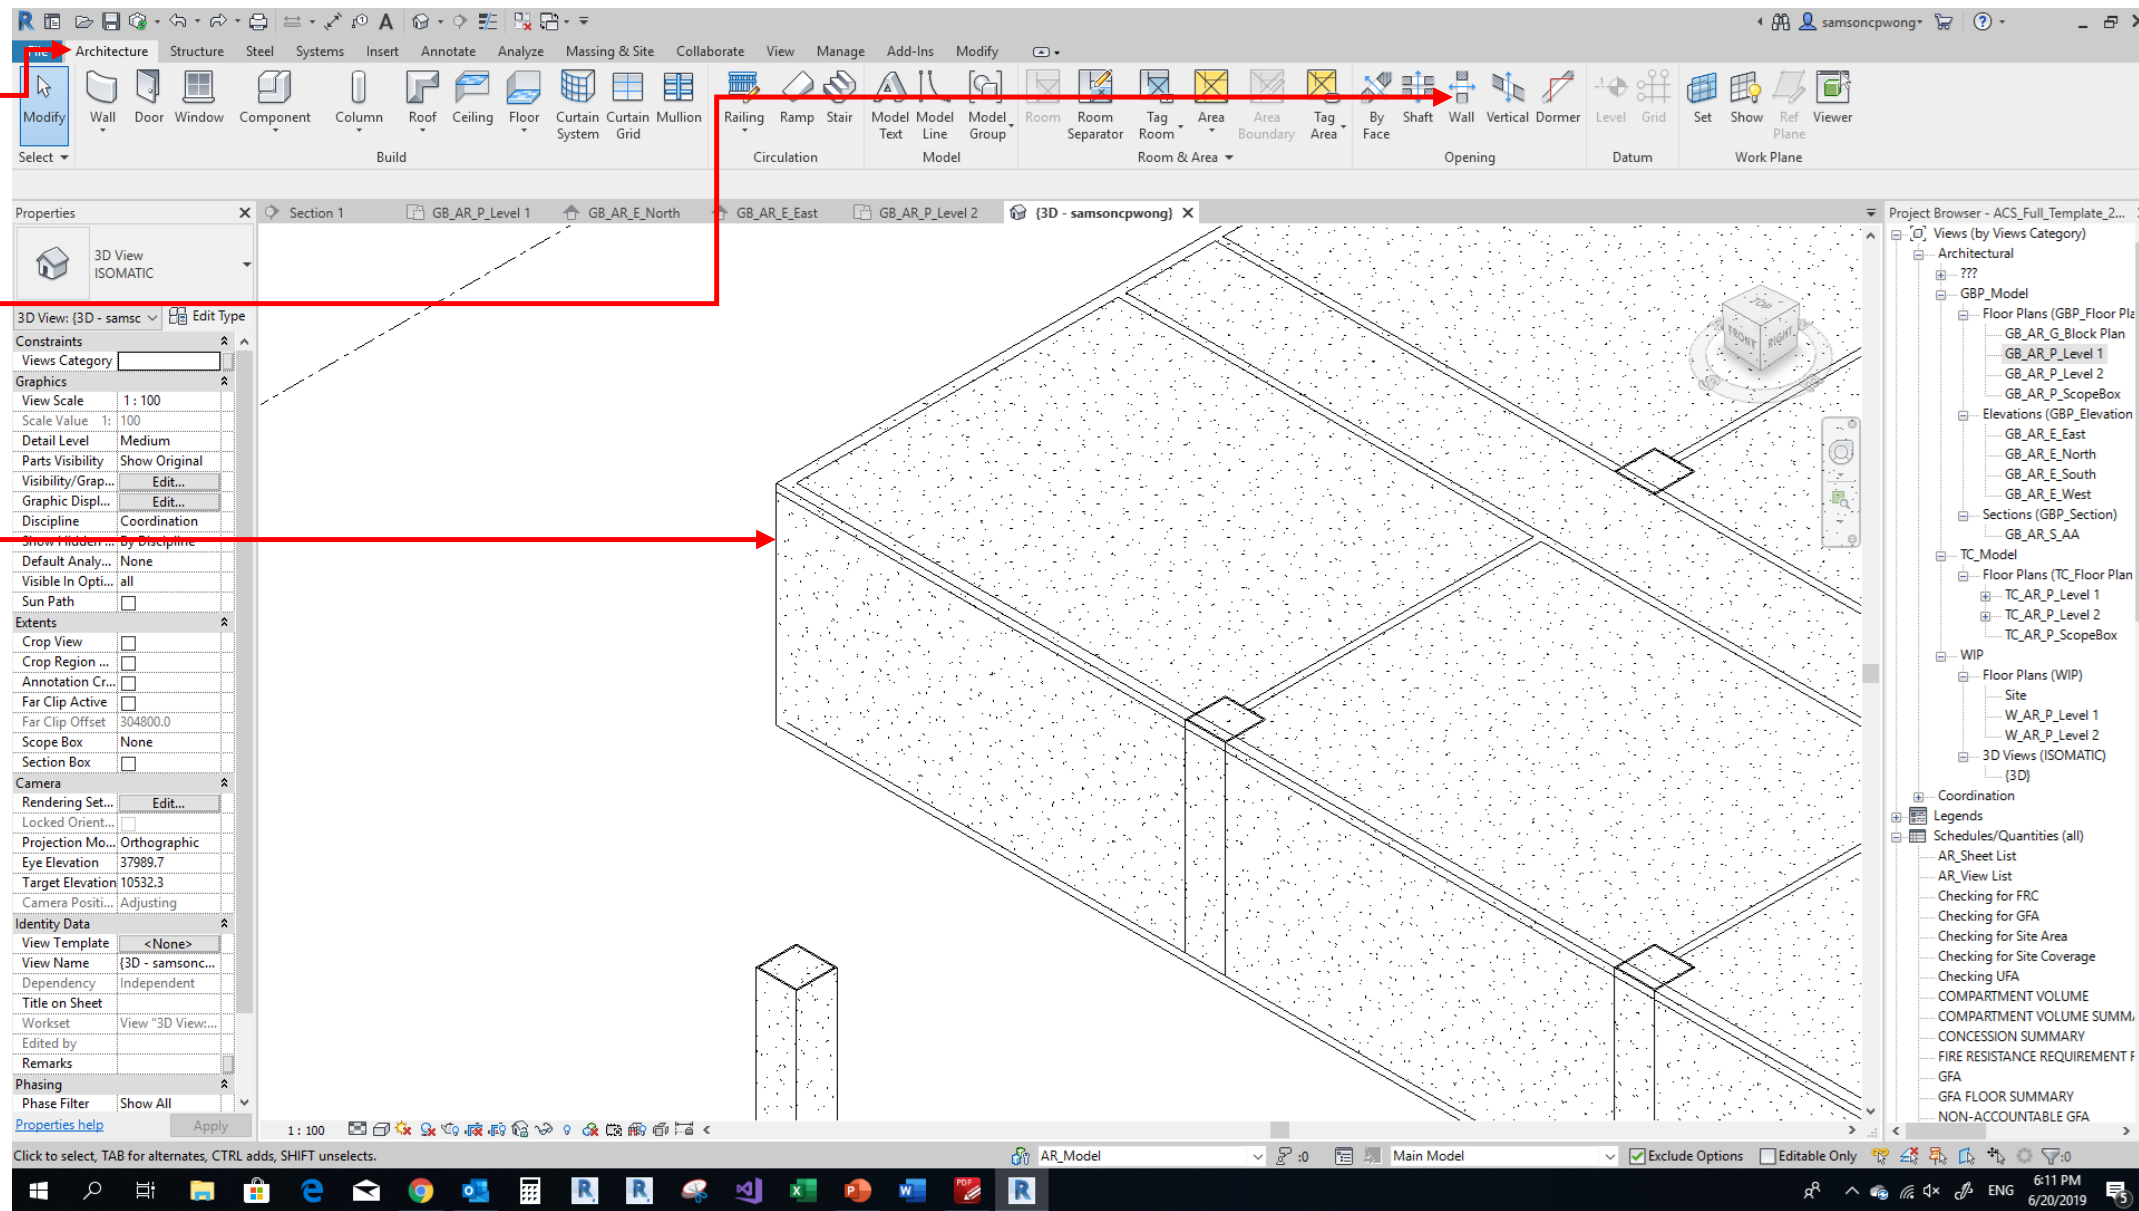 samsoncpwong
File Architecture Structure Steel Systems Insert Annotate Analyze Massing & Site Collaborate View Manage Add-Ins Modify
Modify Wall Door Window Component Column Roof Ceiling Floor Curtain System Curtain Grid Mullion Railing Ramp Stair Model Text Model Line Model Group Room Room Separator Tag Room Area Area Boundary Tag Area By Face Shaft Wall Vertical Dormer Level Grid Set Show Ref Plane Viewer
Select Build Circulation Model Room & Area Opening Datum Work Plane
Properties
Section 1 GB_AR_P_Level 1 GB_AR_E_North GB_AR_E_East GB_AR_P_Level 2 {3D - samsoncpwong}
3D View
ISOMATIC
3D View: {3D - samsc Edit Type
Constraints
Views Category
Graphics
View Scale 1 : 100
Scale Value 1: 100
Detail Level Medium
Parts Visibility Show Original
Visibility/Grap... Edit...
Graphic Displ... Edit...
Discipline Coordination
Show Hidden ... By Discipline
Default Analy... None
Visible In Opti... all
Sun Path
Extents
Crop View
Crop Region ...
Annotation Cr...
Far Clip Active
Far Clip Offset 304800.0
Scope Box None
Section Box
Camera
Rendering Set... Edit...
Locked Orient...
Projection Mo... Orthographic
Eye Elevation 37989.7
Target Elevation 10532.3
Camera Positi... Adjusting
Identity Data
View Template <None>
View Name {3D - samsonc...
Dependency Independent
Title on Sheet
Workset View "3D View:...
Edited by
Remarks
Phasing
Phase Filter Show All
Properties help Apply
TOP
FRONT RIGHT
1 : 100
Project Browser - ACS_Full_Template_2...
Views (by Views Category)
Architectural
???
GBP_Model
Floor Plans (GBP_Floor Pla
GB_AR_G_Block Plan
GB_AR_P_Level 1
GB_AR_P_Level 2
GB_AR_P_ScopeBox
Elevations (GBP_Elevation
GB_AR_E_East
GB_AR_E_North
GB_AR_E_South
GB_AR_E_West
Sections (GBP_Section)
GB_AR_S_AA
TC_Model
Floor Plans (TC_Floor Plan
TC_AR_P_Level 1
TC_AR_P_Level 2
TC_AR_P_ScopeBox
WIP
Floor Plans (WIP)
Site
W_AR_P_Level 1
W_AR_P_Level 2
3D Views (ISOMATIC)
{3D}
Coordination
Legends
Schedules/Quantities (all)
AR_Sheet List
AR_View List
Checking for FRC
Checking for GFA
Checking for Site Area
Checking for Site Coverage
Checking UFA
COMPARTMENT VOLUME
COMPARTMENT VOLUME SUMM
CONCESSION SUMMARY
FIRE RESISTANCE REQUIREMENT F
GFA
GFA FLOOR SUMMARY
NON-ACCOUNTABLE GFA
Click to select, TAB for alternates, CTRL adds, SHIFT unselects. AR_Model :0 Main Model Exclude Options Editable Only :0
ENG 6:11 PM
6/20/2019